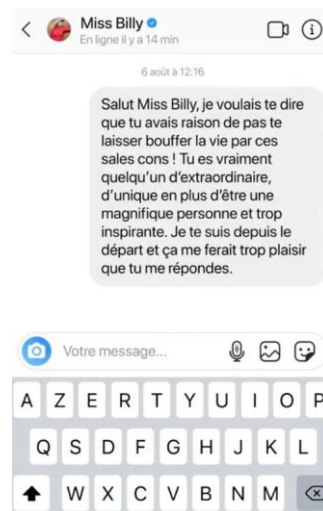 Miss Billy
En ligne il y a 14 min
6 août à 12:16
Salut Miss Billy, je voulais te dire
que tu avais raison de pas te
laisser bouffer la vie par ces
sales cons ! Tu es vraiment
quelqu'un d'extraordinaire,
d'unique en plus d'être une
magnifique personne et trop
inspirante. Je te suis depuis le
départ et ça me ferait trop plaisir
que tu me répondes.
Votre message...
A Z E R T Y U I O P
Q S D F G H J K L
W X C V B N M